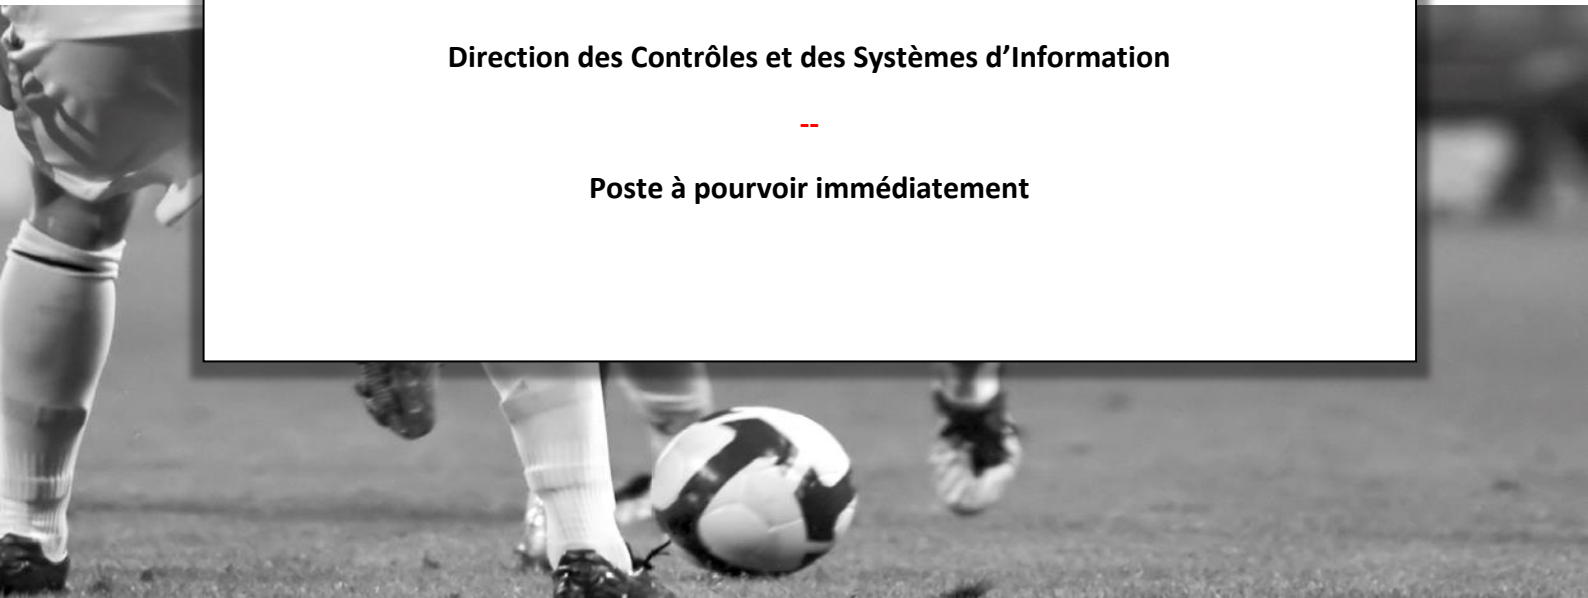 Direction des Contrôles et des Systèmes d’Information
--
Poste à pourvoir immédiatement